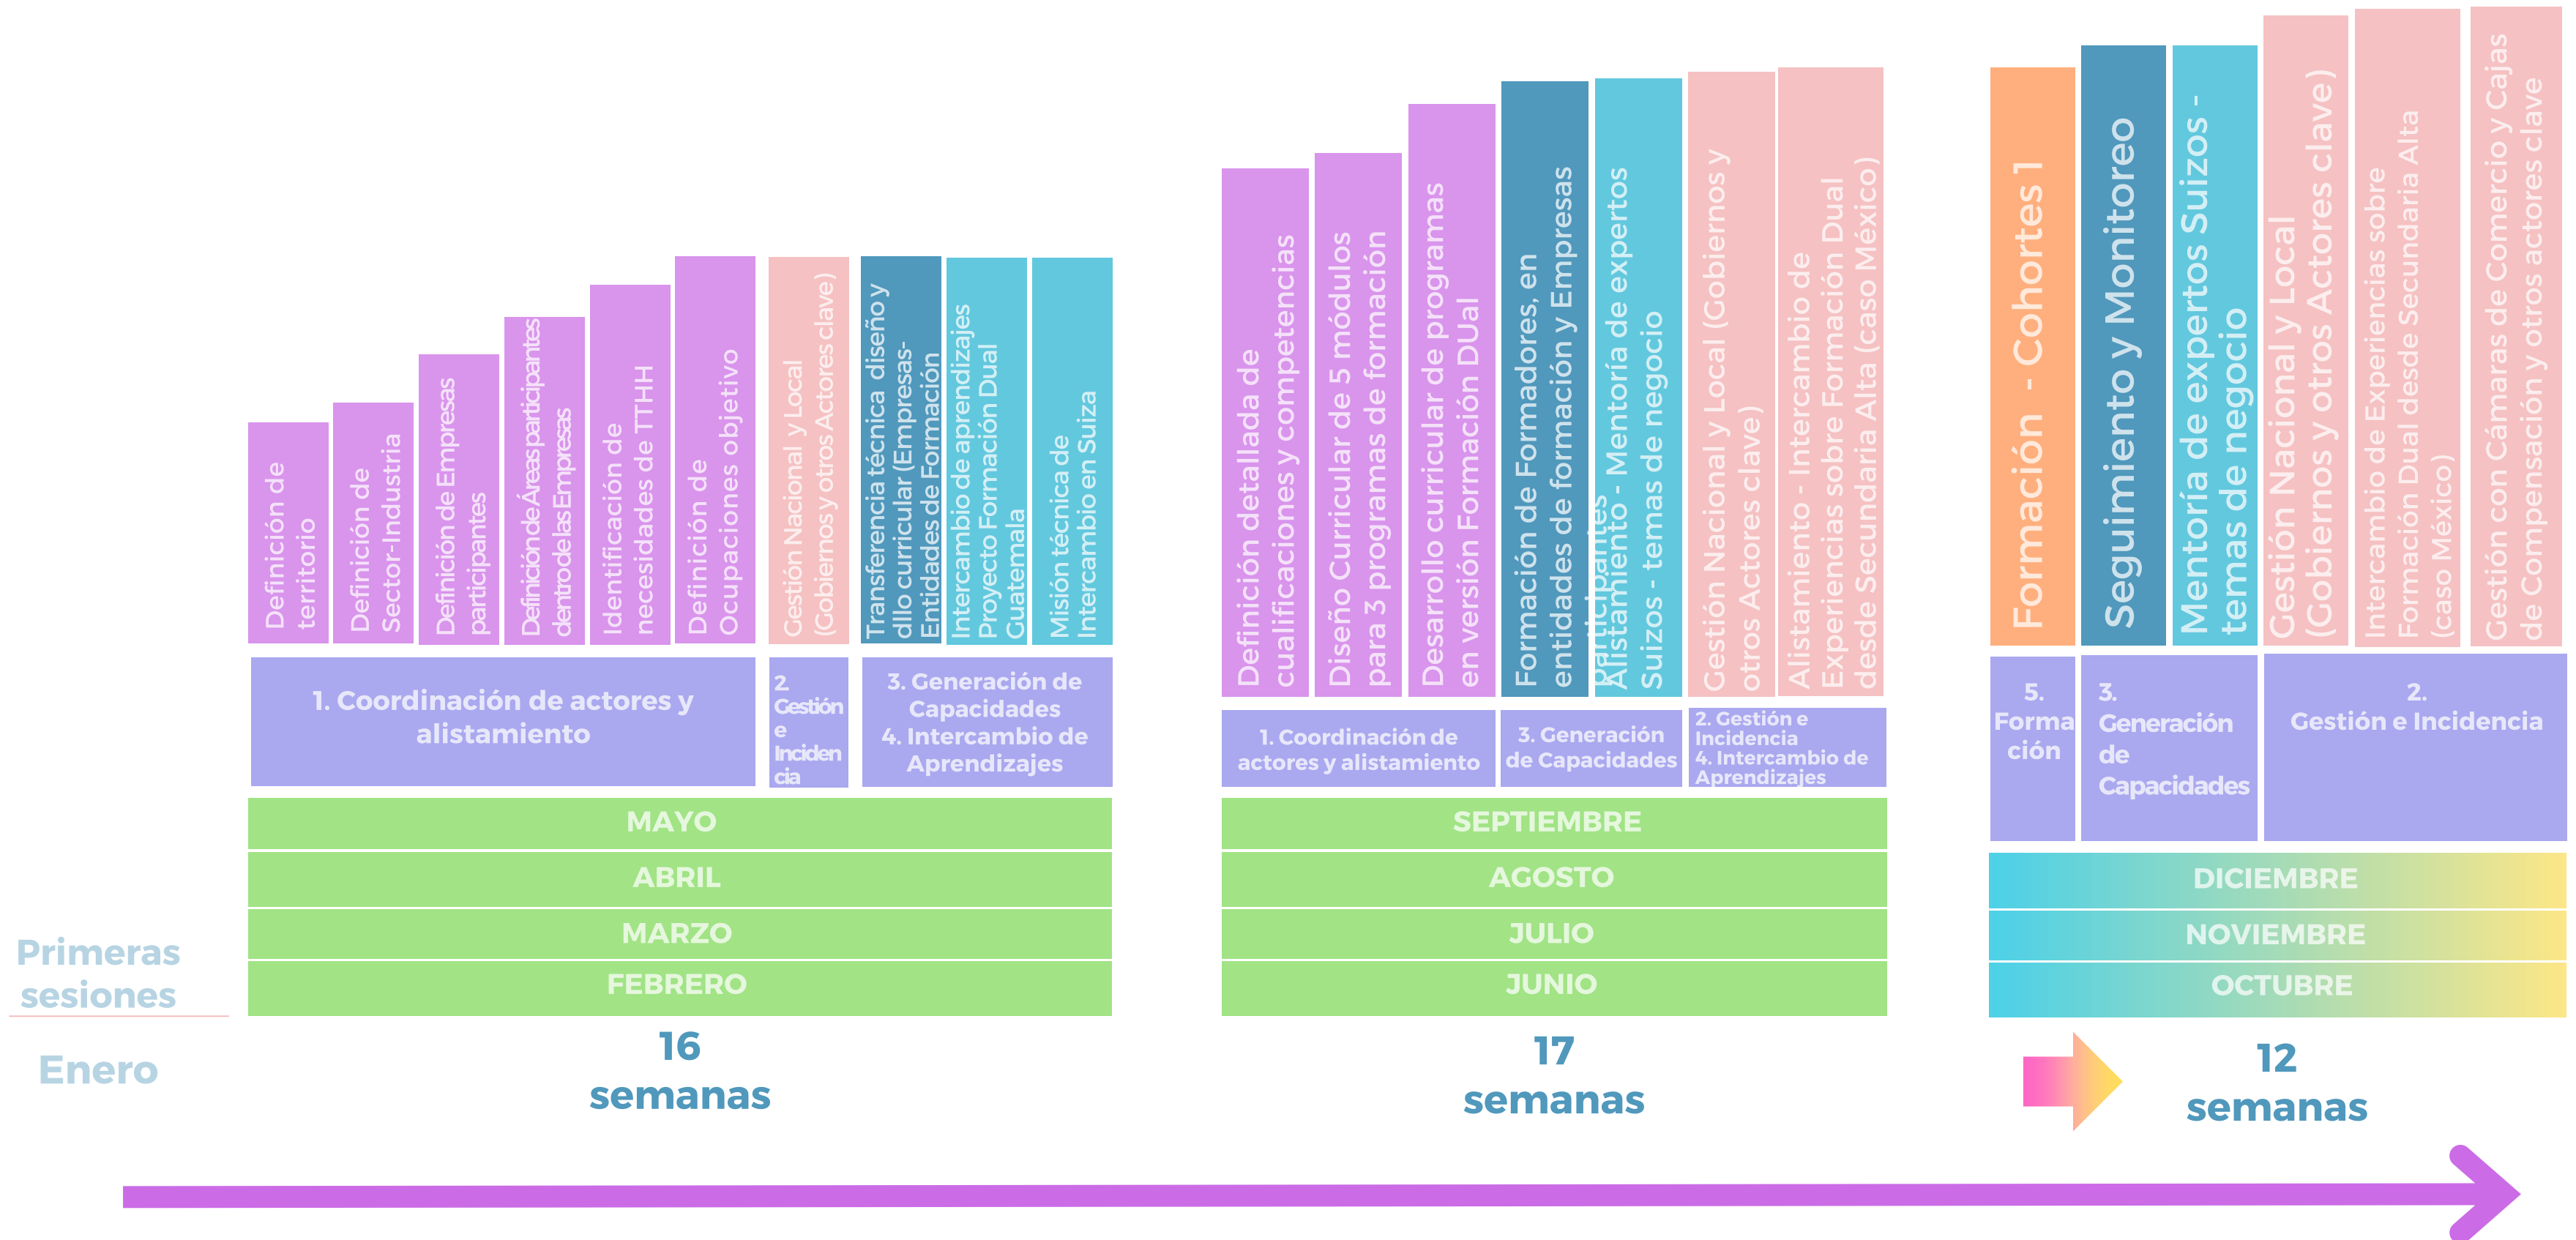 Definición de
territorio
Definición de
Sector-Industria
Definición de Empresas
participantes
Definición de Áreas participantes
dentro de las Empresas
Identificación de
necesidades de TTHH
Definición de
Ocupaciones objetivo
Gestión Nacional y Local
(Gobiernos y otros Actores clave)
Transferencia técnica diseño y
dllo curricular (Empresas-
Entidades de Formación
Intercambio de aprendizajes
Proyecto Formación Dual
Guatemala
Misión técnica de
Intercambio en Suiza
1. Coordinación de actores y
alistamiento
2
Gestión
e
Inciden
cia
3. Generación de
Capacidades
4. Intercambio de
Aprendizajes
MAYO
ABRIL
MARZO
FEBRERO
Primeras
sesiones
Enero
16
semanas
Definición detallada de
cualificaciones y competencias
Diseño Curricular de 5 módulos
para 3 programas de formación
Desarrollo curricular de programas
en versión Formación DUal
Formación de Formadores, en
entidades de formación y Empresas
participantes
Alistamiento - Mentoría de expertos
Suizos - temas de negocio
Gestión Nacional y Local (Gobiernos y
otros Actores clave)
Alistamiento - Intercambio de
Experiencias sobre Formación Dual
desde Secundaria Alta (caso México)
1. Coordinación de
actores y alistamiento
3. Generación
de Capacidades
2. Gestión e
Incidencia
4. Intercambio de
Aprendizajes
SEPTIEMBRE
AGOSTO
JULIO
JUNIO
17
semanas
Formación - Cohortes 1
Seguimiento y Monitoreo
Mentoría de expertos Suizos -
temas de negocio
Gestión Nacional y Local
(Gobiernos y otros Actores clave)
Intercambio de Experiencias sobre
Formación Dual desde Secundaria Alta
(caso México)
Gestión con Cámaras de Comercio y Cajas
de Compensación y otros actores clave
5.
Forma
ción
3.
Generación
de
Capacidades
2.
Gestión e Incidencia
DICIEMBRE
NOVIEMBRE
OCTUBRE
12
semanas